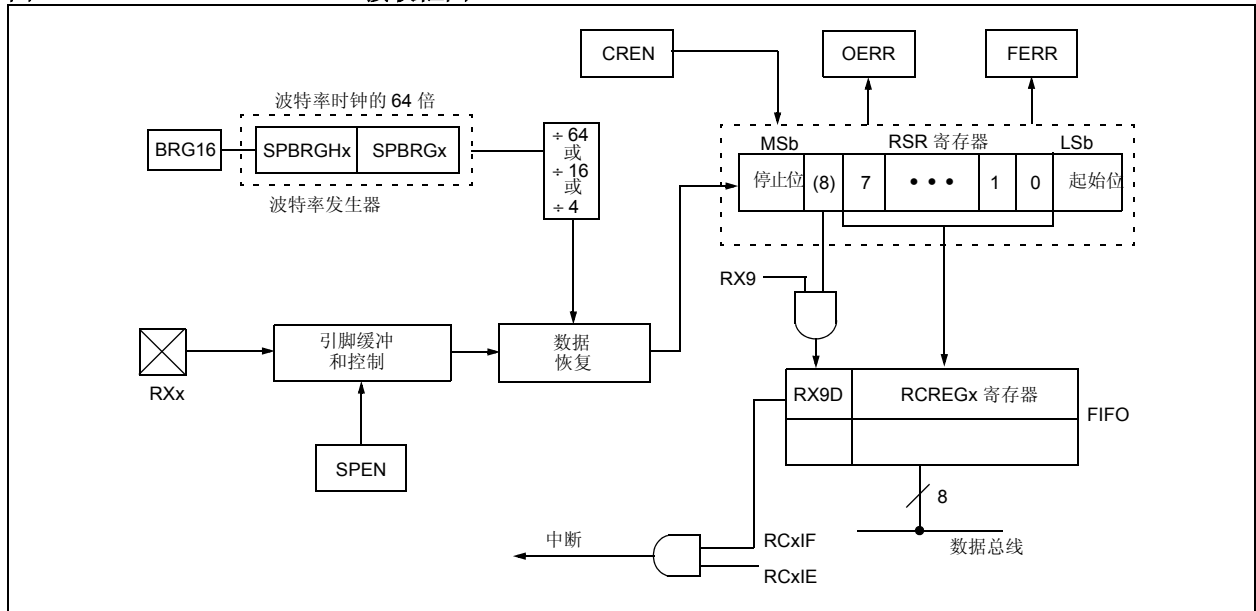 CREN
OERR
FERR
波特率时钟的 64 倍
BRG16
SPBRGHx
SPBRGx
波特率发生器
÷ 64
或
÷ 16
或
÷ 4
MSb
RSR 寄存器
LSb
停止位
(8)
7
• • •
1
0
起始位
RX9
RXx
引脚缓冲
和控制
数据
恢复
SPEN
RX9D
RCREGx 寄存器
FIFO
8
数据总线
中断
RCxIF
RCxIE